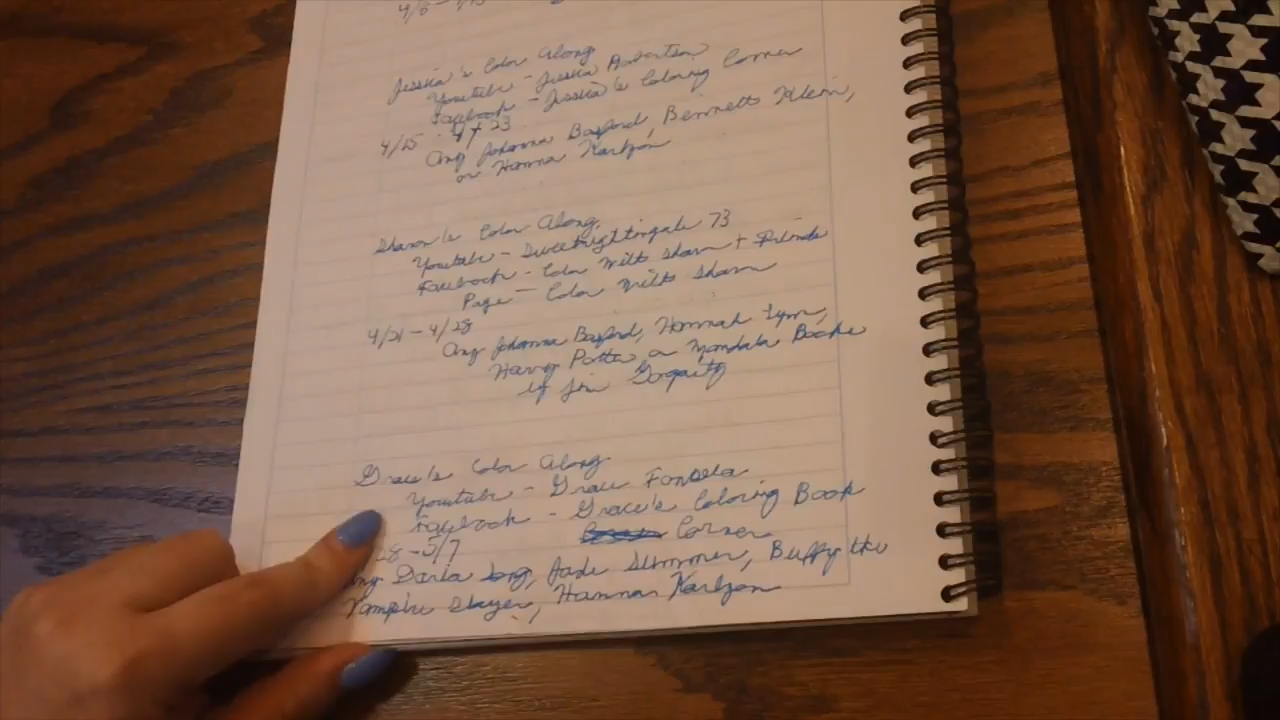 Jessica's Color Along
Youtube - Jessica Robertson
Facebook - Jessica's Coloring Corner
4/15 - 4/23
Any Johanna Basford, Bennett Klein,
or Hanna Karlzon
Sharon's Color Along
Youtube - Sweetnightingale 73
Facebook - Color With Sharon + Friends
Page - Color With Sharon
4/21 - 4/28
Any Johanna Basford, Hannah Lynn,
Harry Potter or Mandala Books
by Jim Gogarty
Grace's Color Along
Youtube - Grace Fonseca
Facebook - Grace's Coloring Book
Corner
28 - 5/7
Darla, Jade Summer, Buffy the
Vampire Slayer, Hanna Karlzon